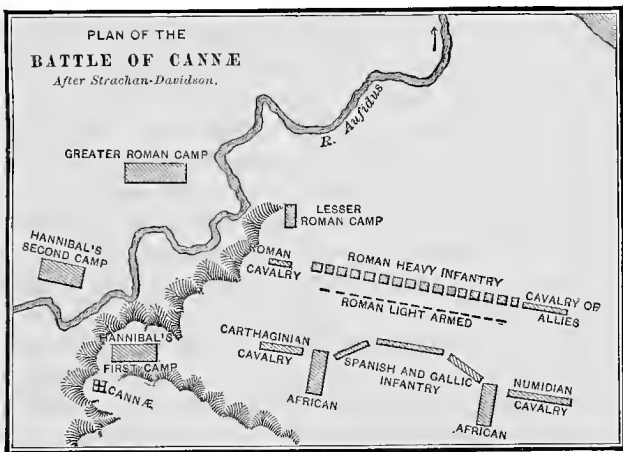 PLAN OF THE
BATTLE OF CANNÆ
After Strachan-Davidson.
R. Aufidus
GREATER ROMAN CAMP
LESSER
ROMAN CAMP
HANNIBAL'S
SECOND CAMP
ROMAN
CAVALRY
ROMAN HEAVY INFANTRY
CAVALRY OF
ALLIES
ROMAN LIGHT ARMED
HANNIBAL'S
FIRST CAMP
CANNÆ
CARTHAGINIAN
CAVALRY
SPANISH AND GALLIC
INFANTRY
AFRICAN
NUMIDIAN
CAVALRY
AFRICAN